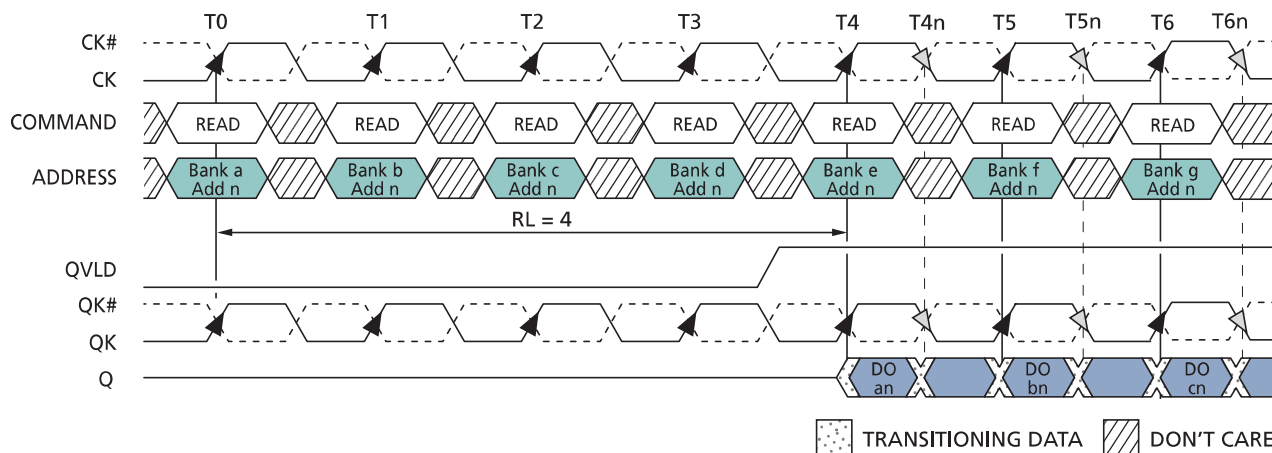 T0 T1 T2 T3 T4 T4n T5 T5n T6 T6n
CK#
CK
COMMAND READ READ READ READ READ READ READ
ADDRESS Bank a Bank b Bank c Bank d Bank e Bank f Bank g
Add n Add n Add n Add n Add n Add n Add n
RL = 4
QVLD
QK#
QK
Q DO DO DO
an bn cn
TRANSITIONING DATA DON'T CARE